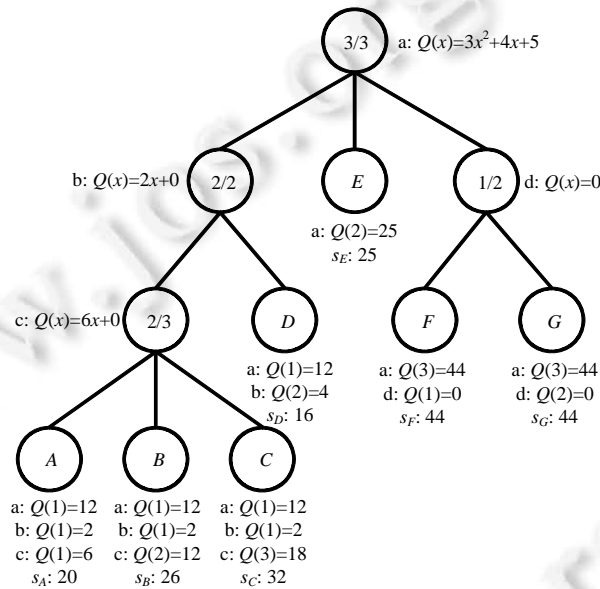 3/3
a: Q(x)=3x²+4x+5
b: Q(x)=2x+0
2/2
E
1/2
d: Q(x)=0
a: Q(2)=25
s_E: 25
c: Q(x)=6x+0
2/3
D
F
G
a: Q(1)=12
b: Q(2)=4
s_D: 16
a: Q(3)=44
d: Q(1)=0
s_F: 44
a: Q(3)=44
d: Q(2)=0
s_G: 44
A
B
C
a: Q(1)=12
b: Q(1)=2
c: Q(1)=6
s_A: 20
a: Q(1)=12
b: Q(1)=2
c: Q(2)=12
s_B: 26
a: Q(1)=12
b: Q(1)=2
c: Q(3)=18
s_C: 32